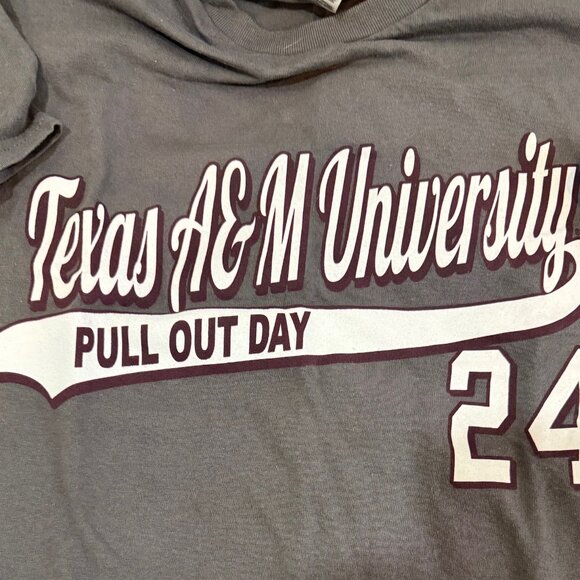 Texas A&M University
PULL OUT DAY
24